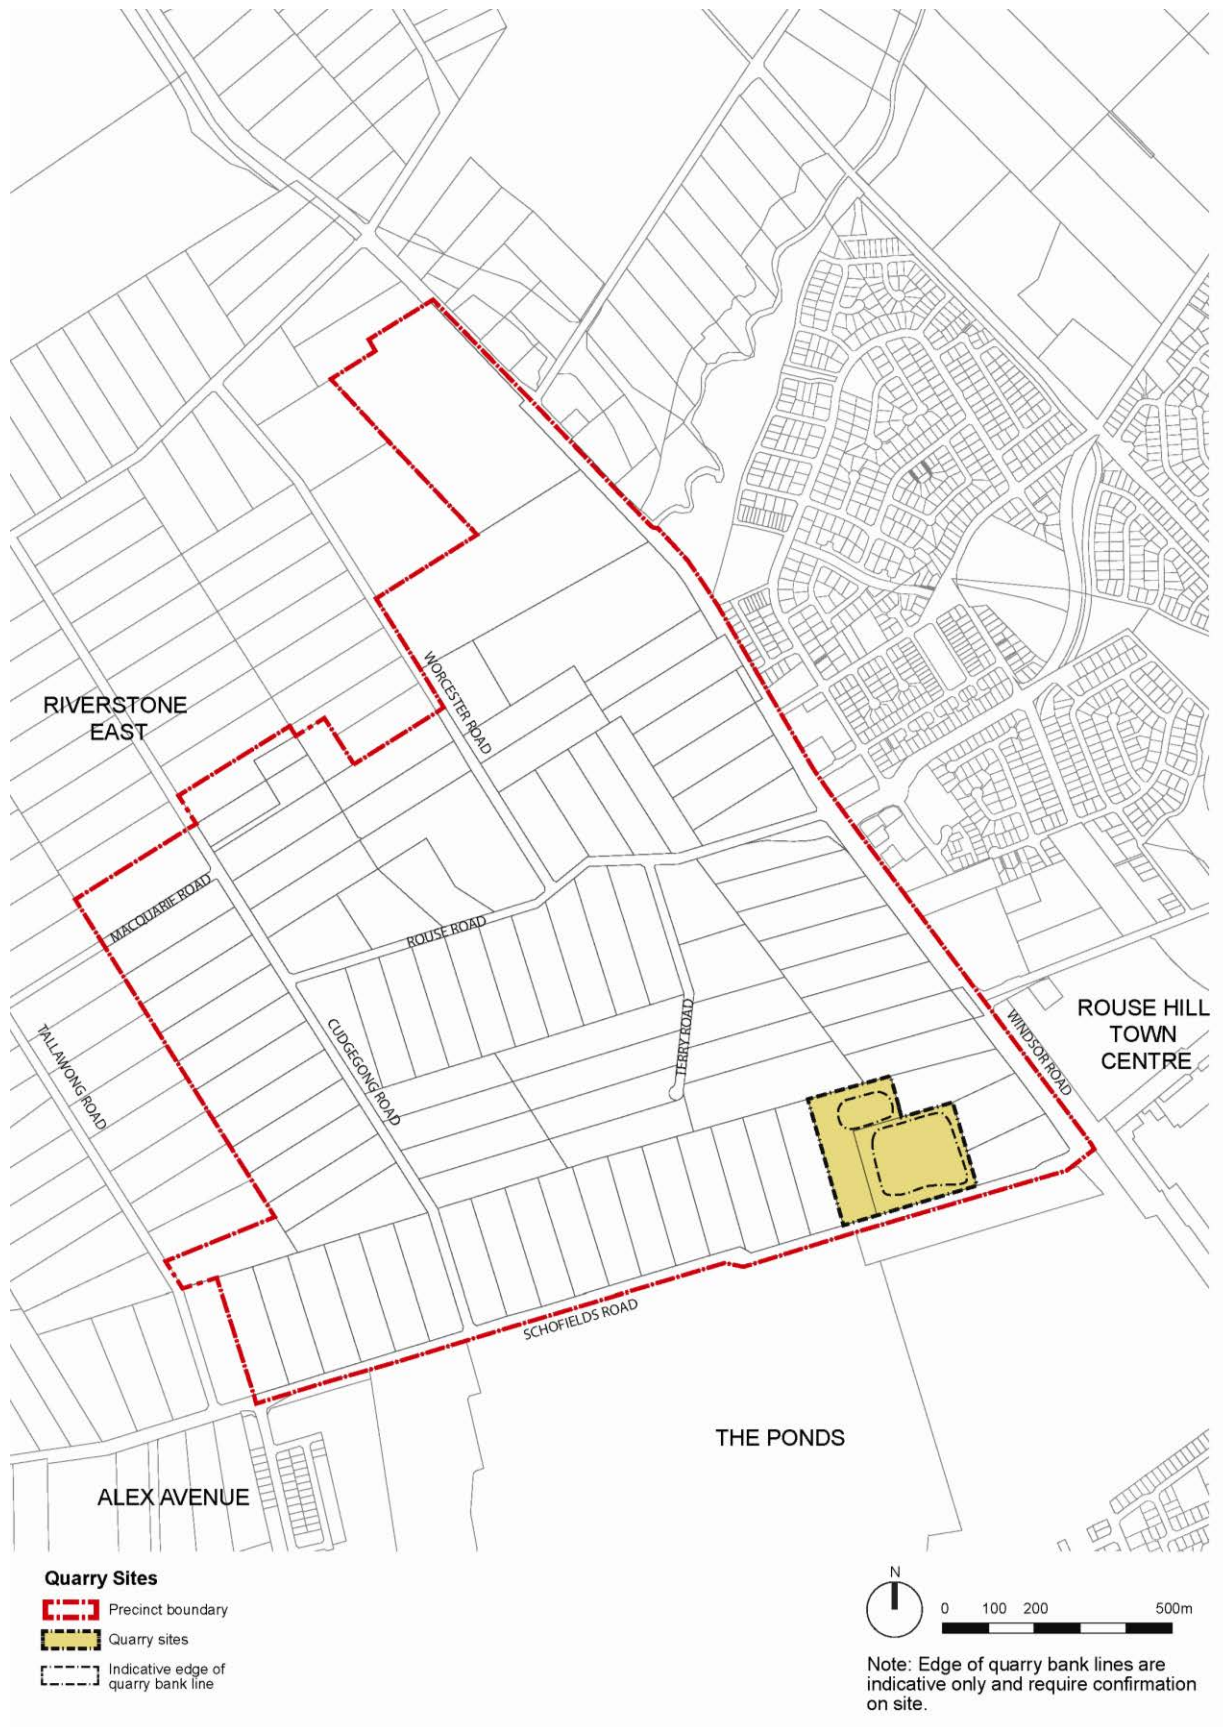 RIVERSTONE
EAST
WORCESTER ROAD
MACQUARIE ROAD
ROUSE ROAD
TALLAWONG ROAD
CUDGEGONG ROAD
TERRY ROAD
WINDSOR ROAD
ROUSE HILL
TOWN
CENTRE
SCHOFIELDS ROAD
THE PONDS
ALEX AVENUE
Quarry Sites
Precinct boundary
Quarry sites
Indicative edge of
quarry bank line
N
0 100 200 500m
Note: Edge of quarry bank lines are
indicative only and require confirmation
on site.